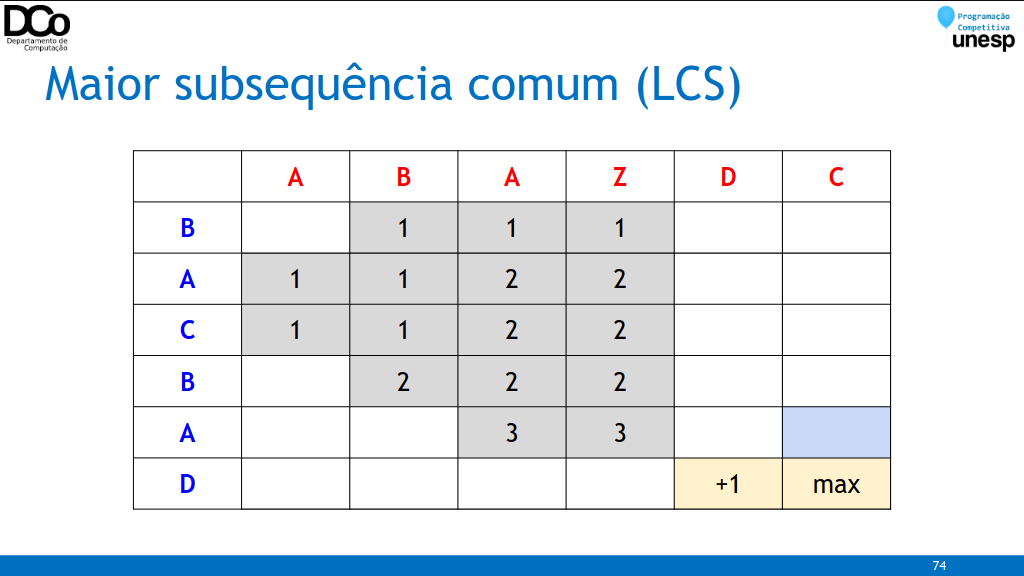 DCo
Departamento de
Computação
Programação
Competitiva
unesp
Maior subsequência comum (LCS)
A B A Z D C
B 1 1 1
A 1 1 2 2
C 1 1 2 2
B 2 2 2
A 3 3
D +1 max
74